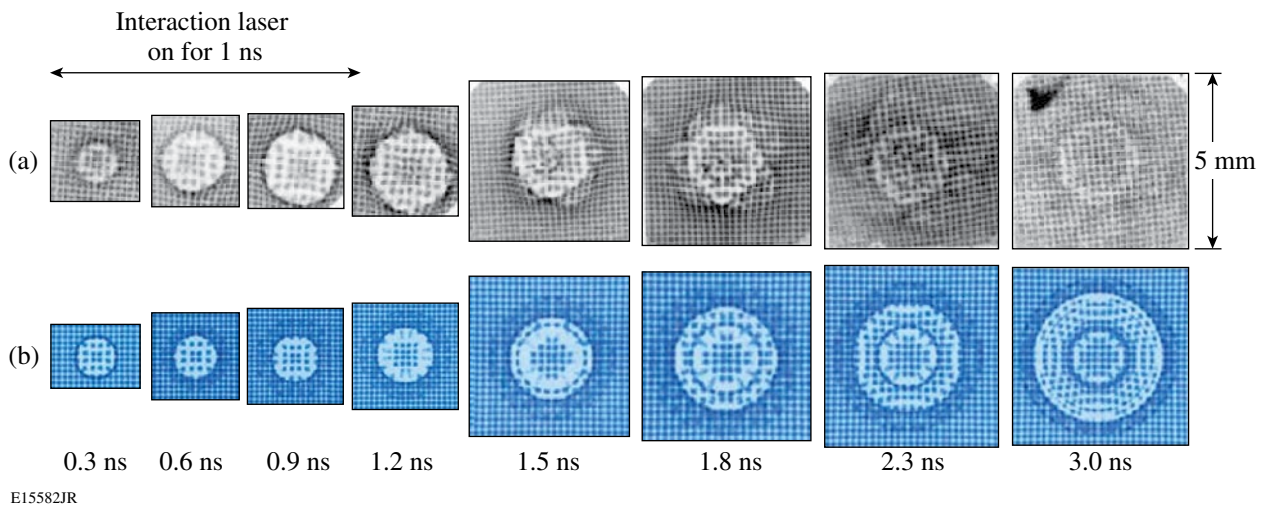 Interaction laser
on for 1 ns
(a)
5 mm
(b)
0.3 ns 0.6 ns 0.9 ns 1.2 ns 1.5 ns 1.8 ns 2.3 ns 3.0 ns
E15582JR